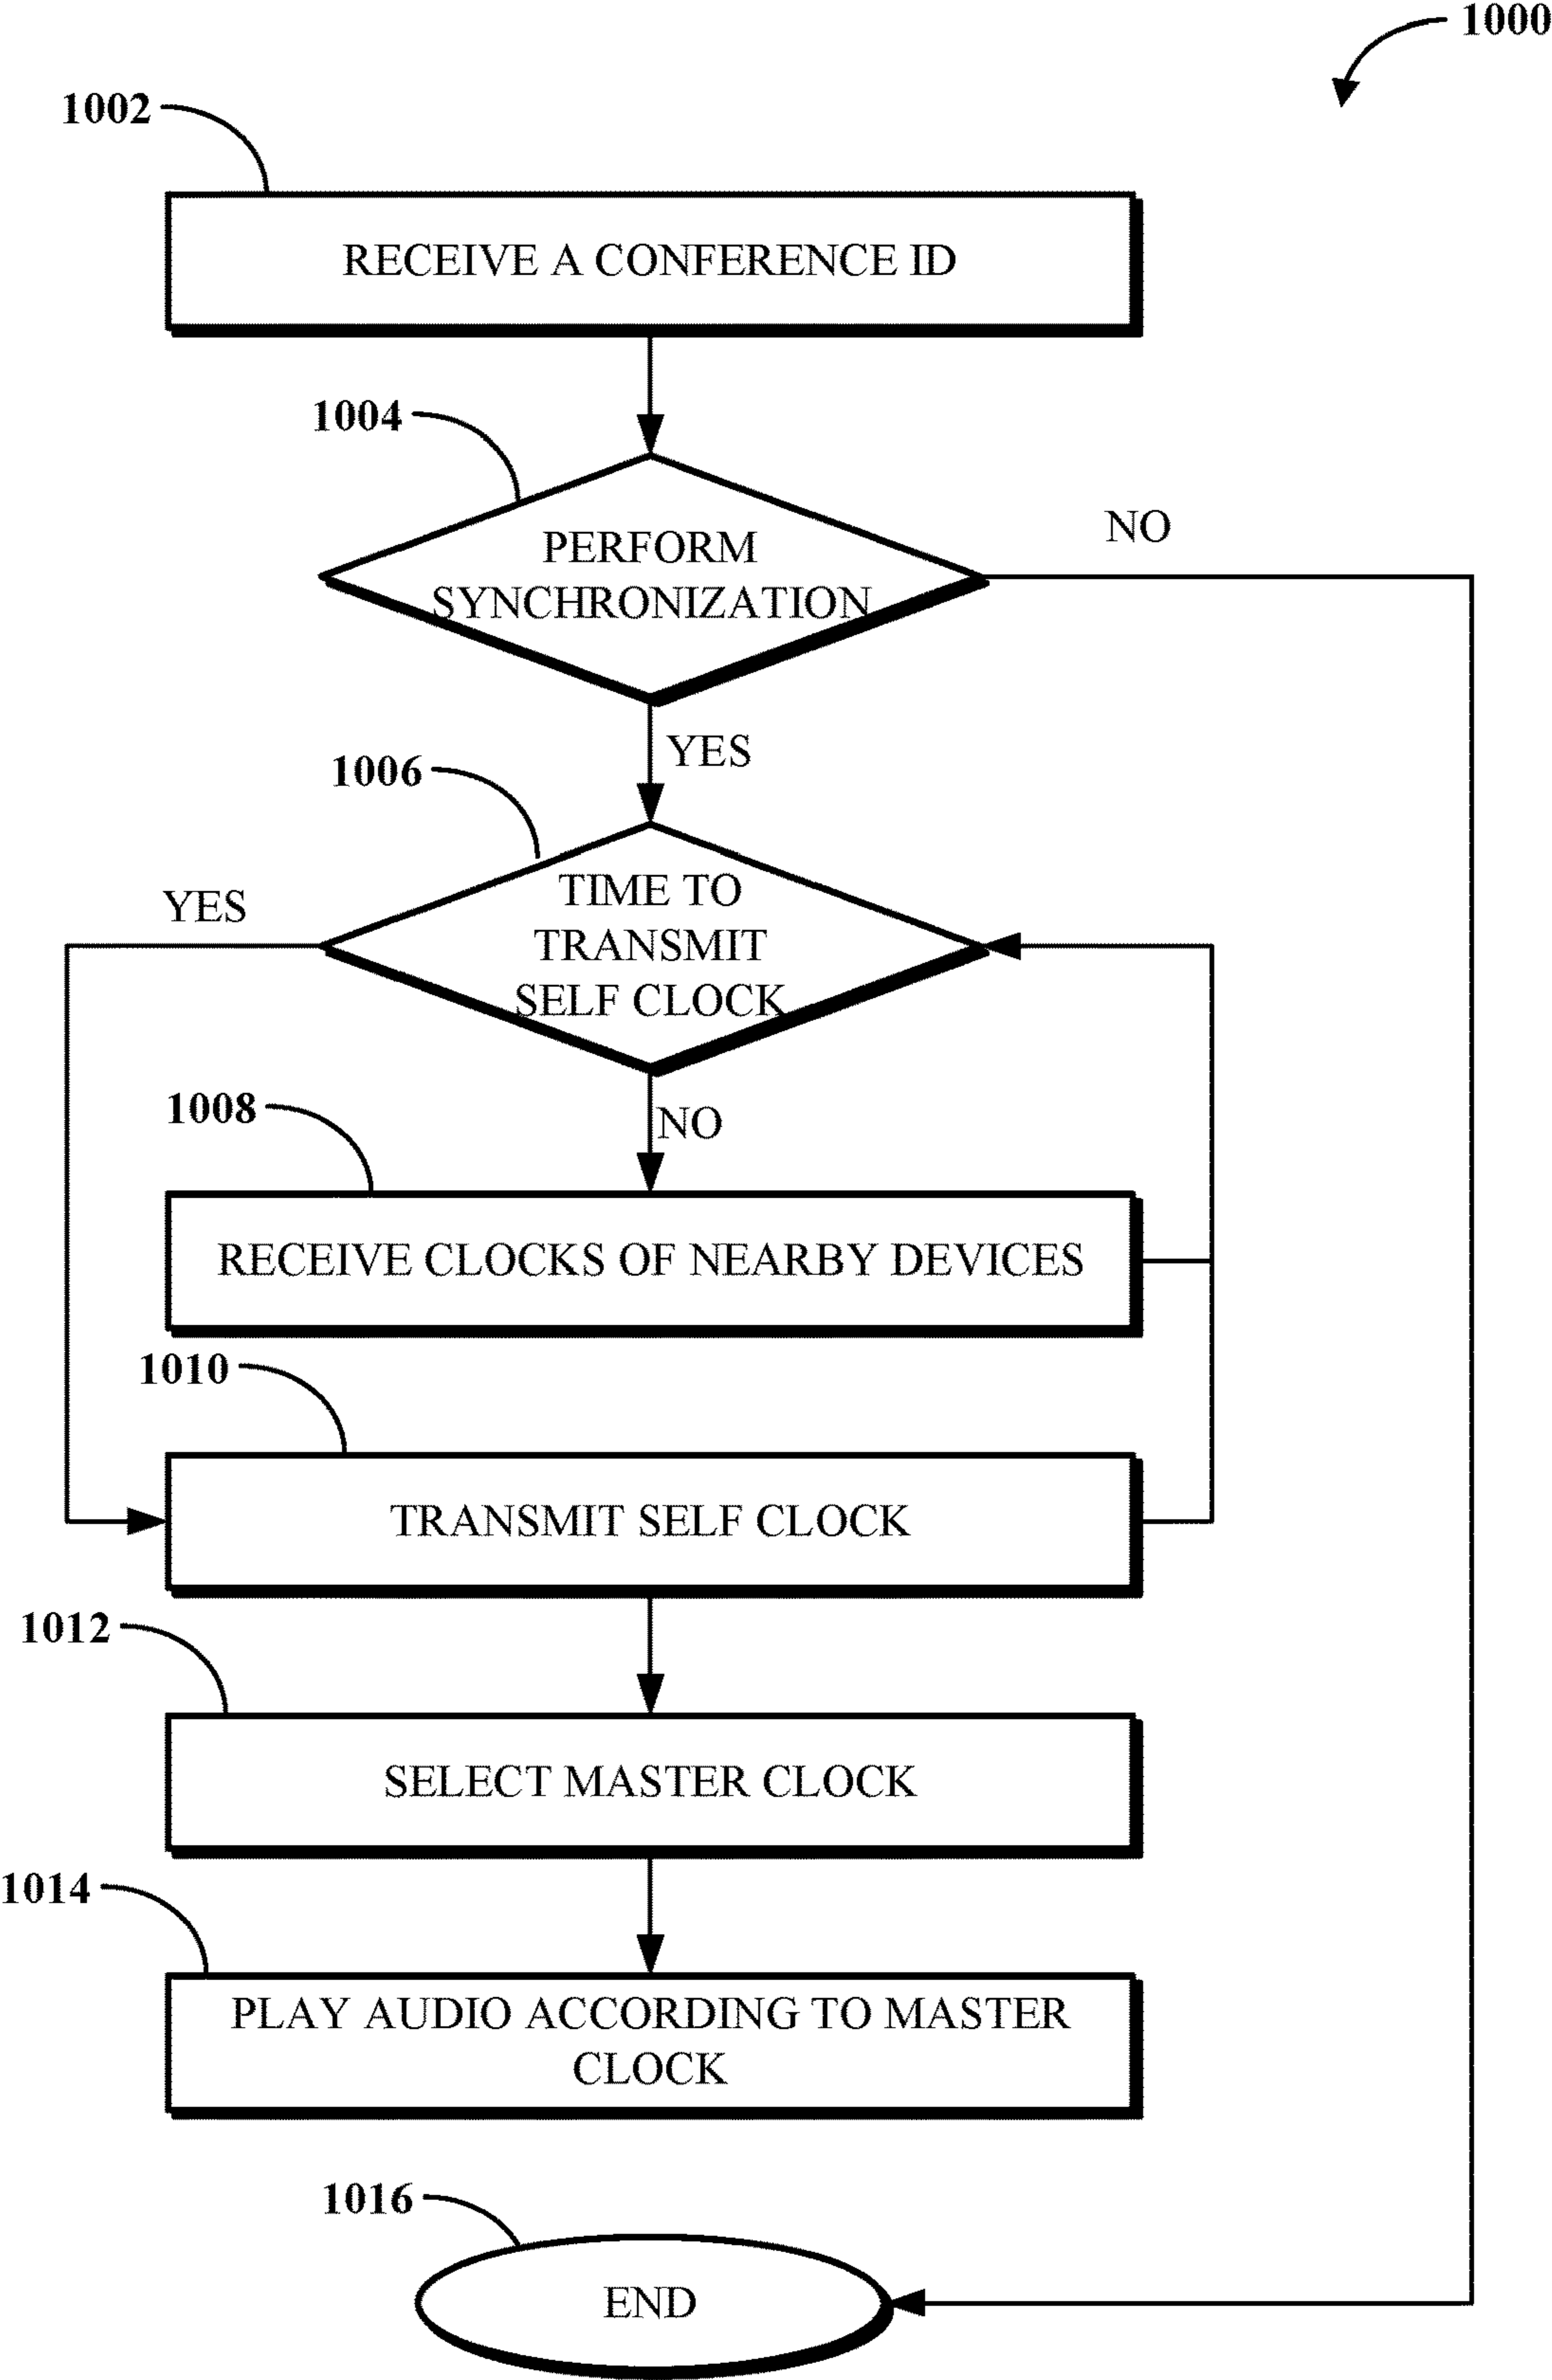 1000
1002
RECEIVE A CONFERENCE ID
1004
PERFORM
SYNCHRONIZATION
NO
YES
1006
TIME TO
TRANSMIT
SELF CLOCK
YES
NO
1008
RECEIVE CLOCKS OF NEARBY DEVICES
1010
TRANSMIT SELF CLOCK
1012
SELECT MASTER CLOCK
1014
PLAY AUDIO ACCORDING TO MASTER
CLOCK
1016
END